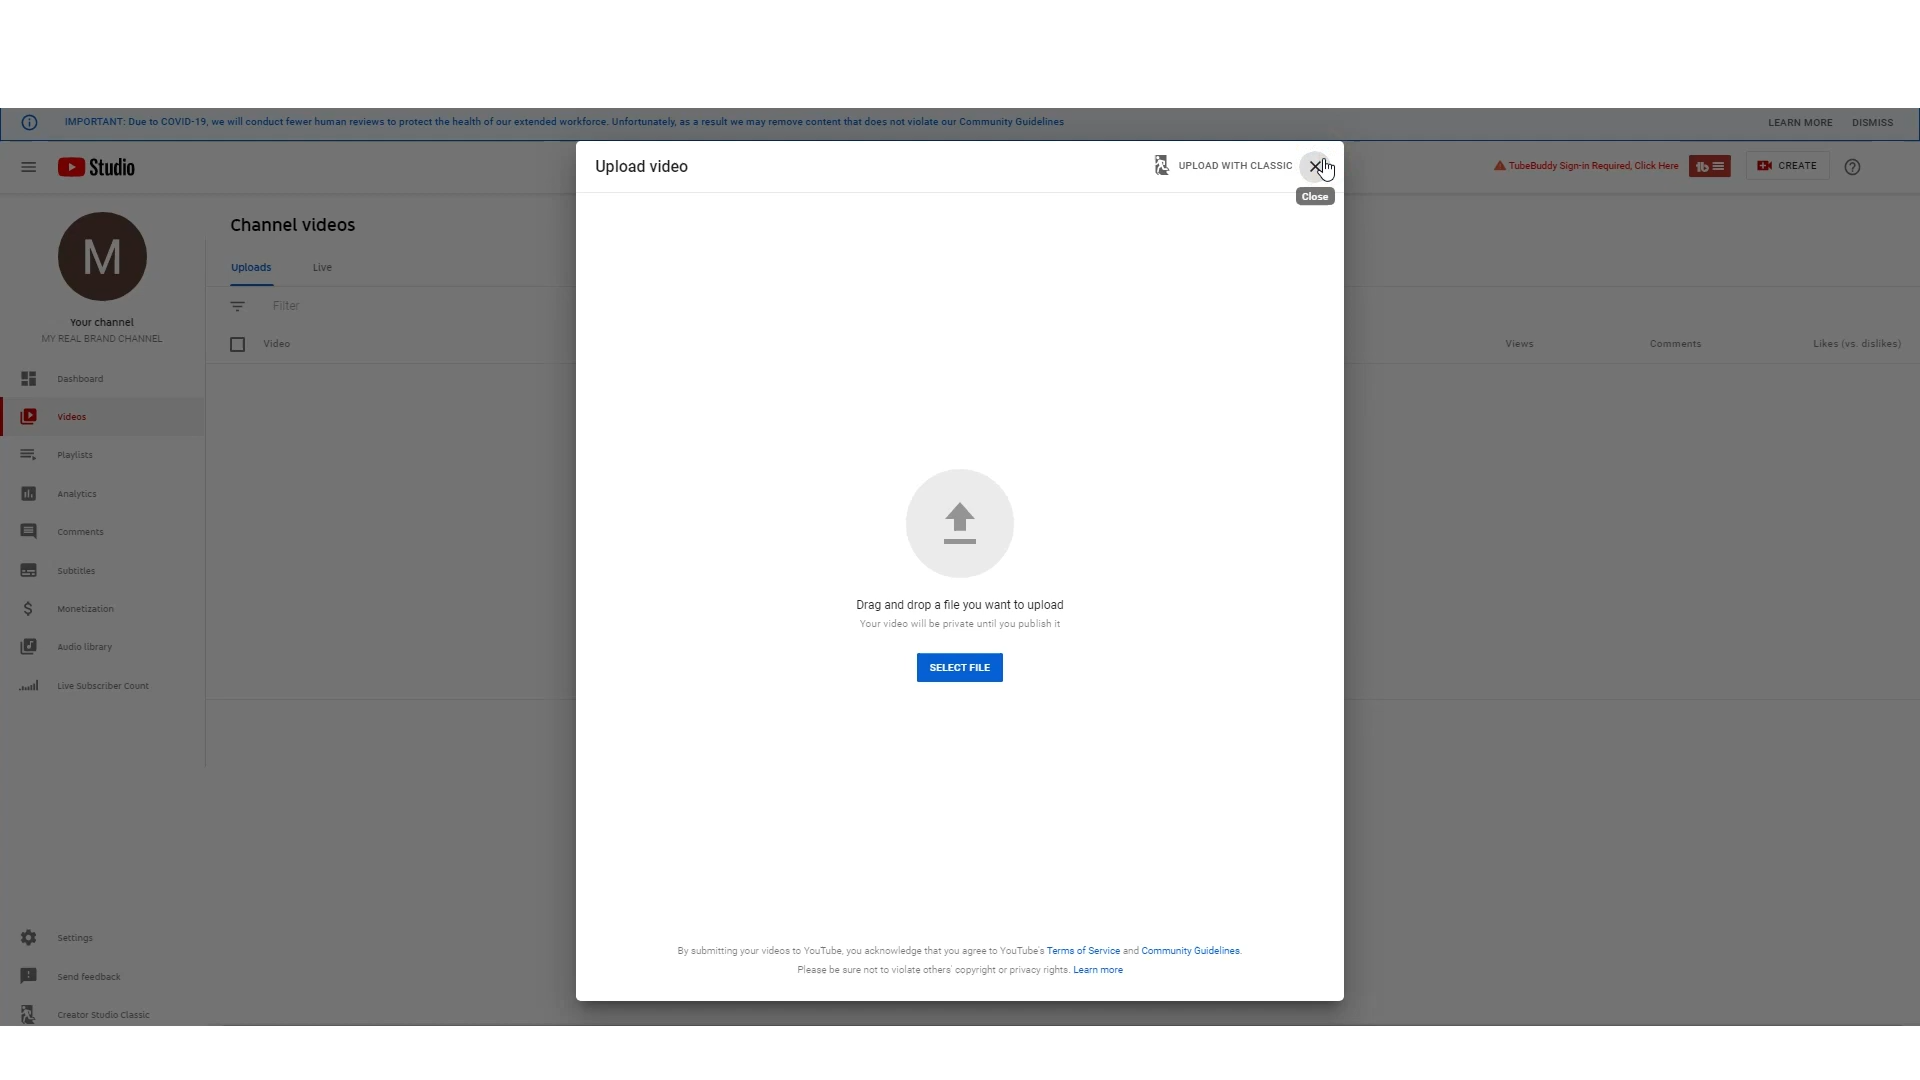 IMPORTANT: Due to COVID-19, we will conduct fewer human reviews to protect the health of our extended workforce. Unfortunately, as a result we may remove content that does not violate our Community Guidelines
LEARN MORE
DISMISS
Studio
Upload video
UPLOAD WITH CLASSIC
TubeBuddy Sign-in Required, Click Here
tb
CREATE
Close
M
Your channel
MY REAL BRAND CHANNEL
Channel videos
Uploads
Live
Filter
Video
Views
Comments
Likes (vs. dislikes)
Dashboard
Videos
Playlists
Analytics
Comments
Subtitles
Monetization
Audio library
Live Subscriber Count
Drag and drop a file you want to upload
Your video will be private until you publish it
SELECT FILE
Settings
Send feedback
Creator Studio Classic
By submitting your videos to YouTube, you acknowledge that you agree to YouTube's Terms of Service and Community Guidelines.
Please be sure not to violate others' copyright or privacy rights. Learn more